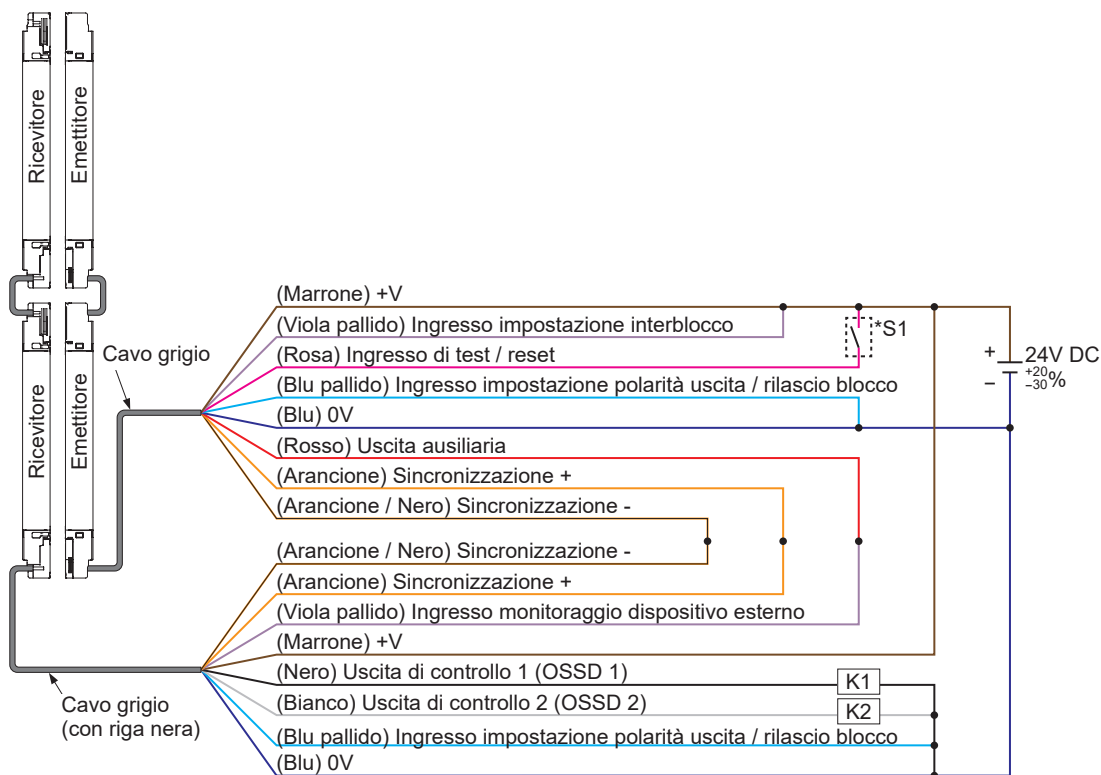 Ricevitore
Emettitore
Ricevitore
Emettitore
Cavo grigio
(Marrone) +V
(Viola pallido) Ingresso impostazione interblocco
(Rosa) Ingresso di test / reset
(Blu pallido) Ingresso impostazione polarità uscita / rilascio blocco
(Blu) 0V
(Rosso) Uscita ausiliaria
(Arancione) Sincronizzazione +
(Arancione / Nero) Sincronizzazione -
*S1
+
24V DC
+20
−30 %
−
(Arancione / Nero) Sincronizzazione -
(Arancione) Sincronizzazione +
(Viola pallido) Ingresso monitoraggio dispositivo esterno
(Marrone) +V
(Nero) Uscita di controllo 1 (OSSD 1)
K1
(Bianco) Uscita di controllo 2 (OSSD 2)
K2
(Blu pallido) Ingresso impostazione polarità uscita / rilascio blocco
(Blu) 0V
Cavo grigio
(con riga nera)